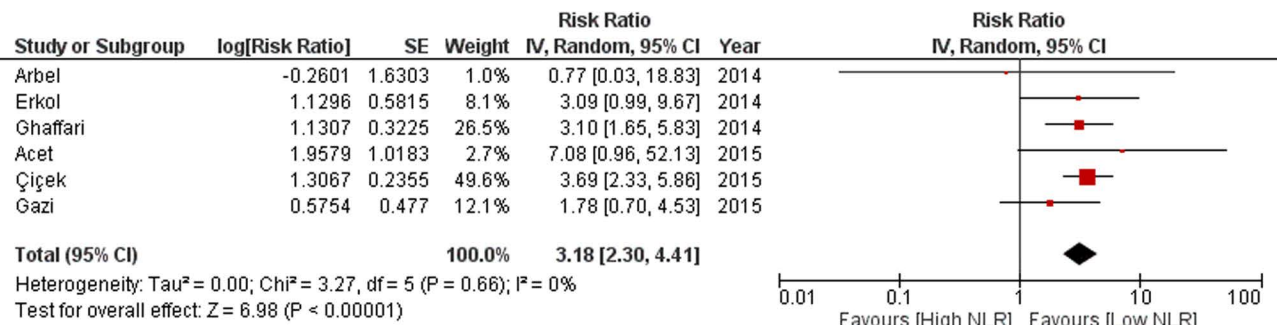 Risk Ratio Risk Ratio
Study or Subgroup log[Risk Ratio] SE Weight IV, Random, 95% CI Year IV, Random, 95% CI
Arbel -0.2601 1.6303 1.0% 0.77 [0.03, 18.83] 2014
Erkol 1.1296 0.5815 8.1% 3.09 [0.99, 9.67] 2014
Ghaffari 1.1307 0.3225 26.5% 3.10 [1.65, 5.83] 2014
Acet 1.9579 1.0183 2.7% 7.08 [0.96, 52.13] 2015
Çiçek 1.3067 0.2355 49.6% 3.69 [2.33, 5.86] 2015
Gazi 0.5754 0.477 12.1% 1.78 [0.70, 4.53] 2015
Total (95% CI) 100.0% 3.18 [2.30, 4.41]
Heterogeneity: Tau² = 0.00; Chi² = 3.27, df = 5 (P = 0.66); I² = 0%
Test for overall effect: Z = 6.98 (P < 0.00001)
0.01 0.1 1 10 100
Favours [High NLR] Favours [Low NLR]